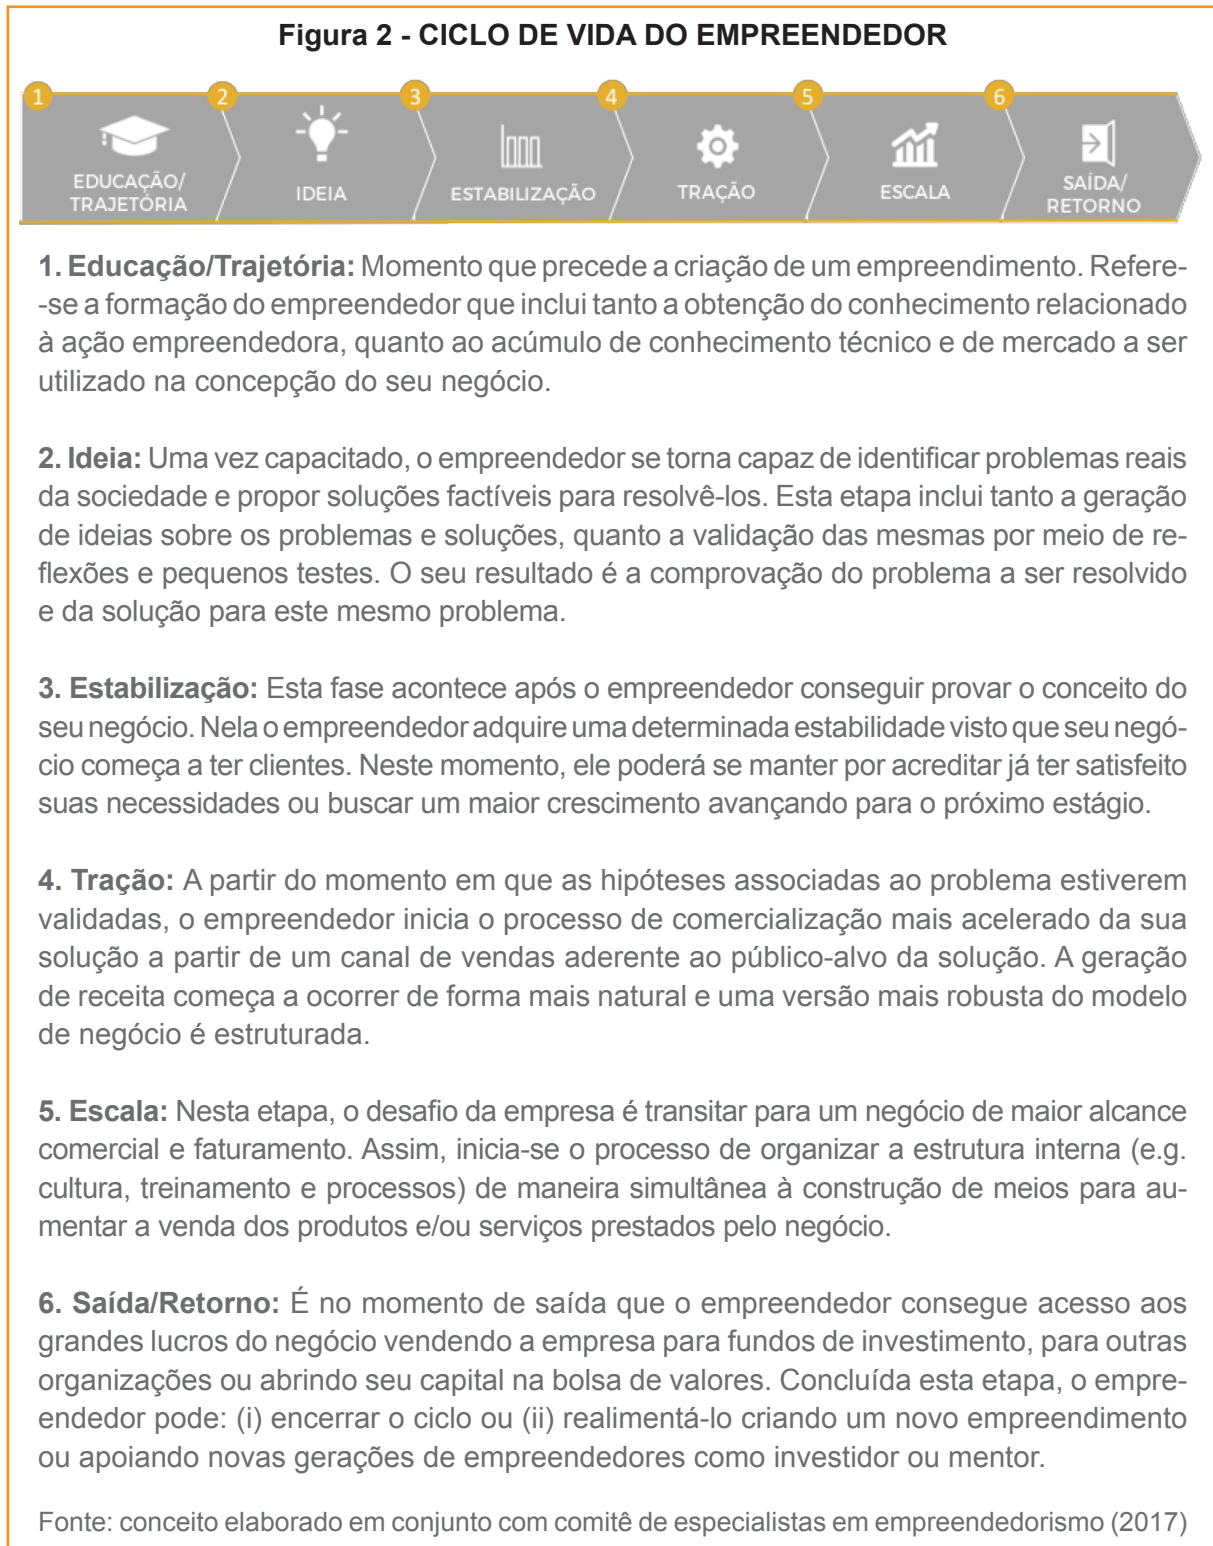 Figura 2 - CICLO DE VIDA DO EMPREENDEDOR
1 2 3 4 5 6
EDUCAÇÃO/
TRAJETÓRIA
IDEIA
ESTABILIZAÇÃO
TRAÇÃO
ESCALA
SAÍDA/
RETORNO
1. Educação/Trajetória: Momento que precede a criação de um empreendimento. Refere-
-se a formação do empreendedor que inclui tanto a obtenção do conhecimento relacionado
à ação empreendedora, quanto ao acúmulo de conhecimento técnico e de mercado a ser
utilizado na concepção do seu negócio.
2. Ideia: Uma vez capacitado, o empreendedor se torna capaz de identificar problemas reais
da sociedade e propor soluções factíveis para resolvê-los. Esta etapa inclui tanto a geração
de ideias sobre os problemas e soluções, quanto a validação das mesmas por meio de re-
flexões e pequenos testes. O seu resultado é a comprovação do problema a ser resolvido
e da solução para este mesmo problema.
3. Estabilização: Esta fase acontece após o empreendedor conseguir provar o conceito do
seu negócio. Nela o empreendedor adquire uma determinada estabilidade visto que seu negó-
cio começa a ter clientes. Neste momento, ele poderá se manter por acreditar já ter satisfeito
suas necessidades ou buscar um maior crescimento avançando para o próximo estágio.
4. Tração: A partir do momento em que as hipóteses associadas ao problema estiverem
validadas, o empreendedor inicia o processo de comercialização mais acelerado da sua
solução a partir de um canal de vendas aderente ao público-alvo da solução. A geração
de receita começa a ocorrer de forma mais natural e uma versão mais robusta do modelo
de negócio é estruturada.
5. Escala: Nesta etapa, o desafio da empresa é transitar para um negócio de maior alcance
comercial e faturamento. Assim, inicia-se o processo de organizar a estrutura interna (e.g.
cultura, treinamento e processos) de maneira simultânea à construção de meios para au-
mentar a venda dos produtos e/ou serviços prestados pelo negócio.
6. Saída/Retorno: É no momento de saída que o empreendedor consegue acesso aos
grandes lucros do negócio vendendo a empresa para fundos de investimento, para outras
organizações ou abrindo seu capital na bolsa de valores. Concluída esta etapa, o empre-
endedor pode: (i) encerrar o ciclo ou (ii) realimentá-lo criando um novo empreendimento
ou apoiando novas gerações de empreendedores como investidor ou mentor.
Fonte: conceito elaborado em conjunto com comitê de especialistas em empreendedorismo (2017)